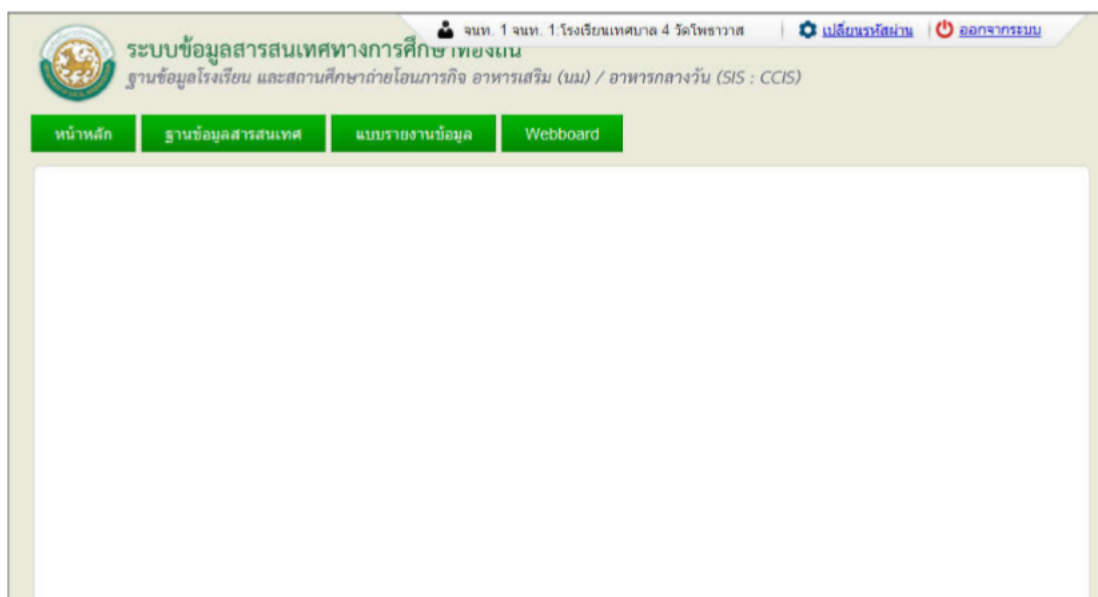 จนท. 1 จนท. 1:โรงเรียนเทศบาล 4 วัดโพธาวาส เปลี่ยนรหัสผ่าน ออกจากระบบ
ระบบข้อมูลสารสนเทศทางการศึกษาท้องถิ่น
ฐานข้อมูลโรงเรียน และสถานศึกษาถ่ายโอนภารกิจ อาหารเสริม (นม) / อาหารกลางวัน (SIS : CCIS)
หน้าหลัก ฐานข้อมูลสารสนเทศ แบบรายงานข้อมูล Webboard